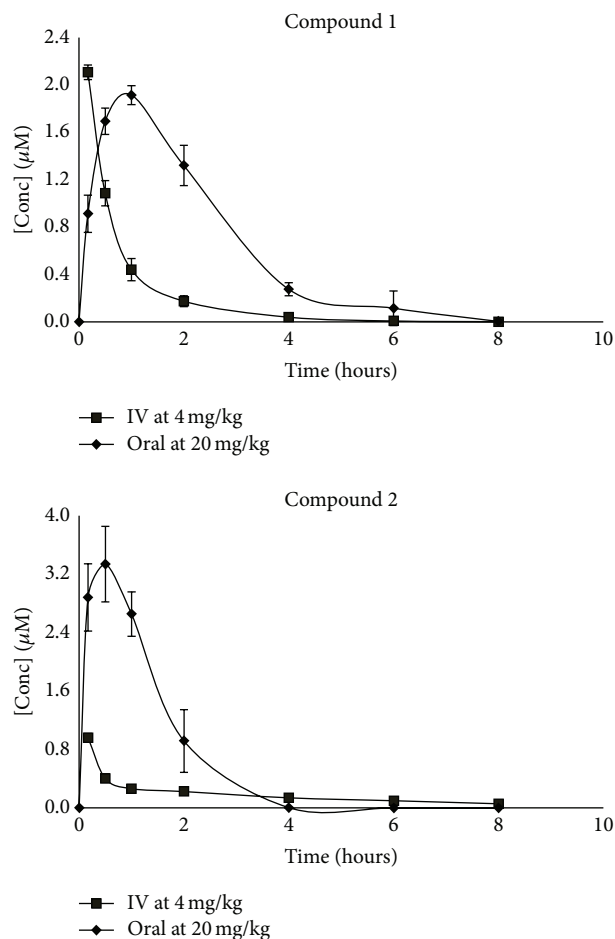 Compound 1
[Conc] (μM)
2.4
2.0
1.6
1.2
0.8
0.4
0.0
0 2 4 6 8 10
Time (hours)
IV at 4 mg/kg
Oral at 20 mg/kg
Compound 2
[Conc] (μM)
4.0
3.2
2.4
1.6
0.8
0.0
0 2 4 6 8 10
Time (hours)
IV at 4 mg/kg
Oral at 20 mg/kg